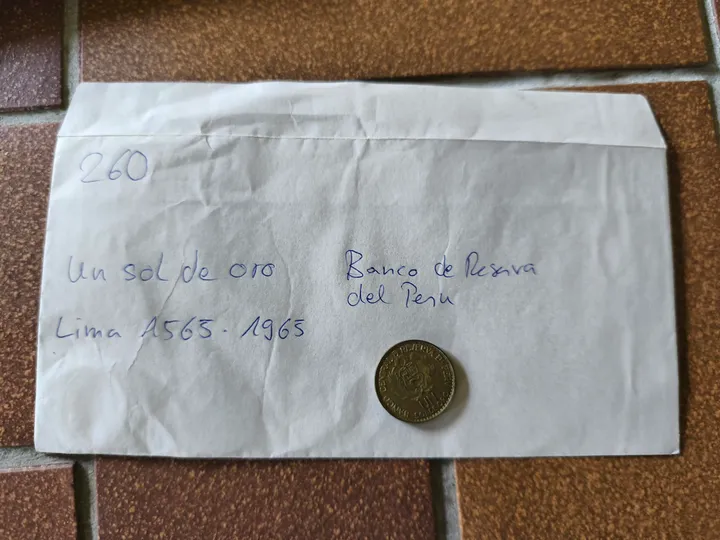 260
Un sol de oro
Lima 1565 - 1965
Banco de Reserva
del Peru